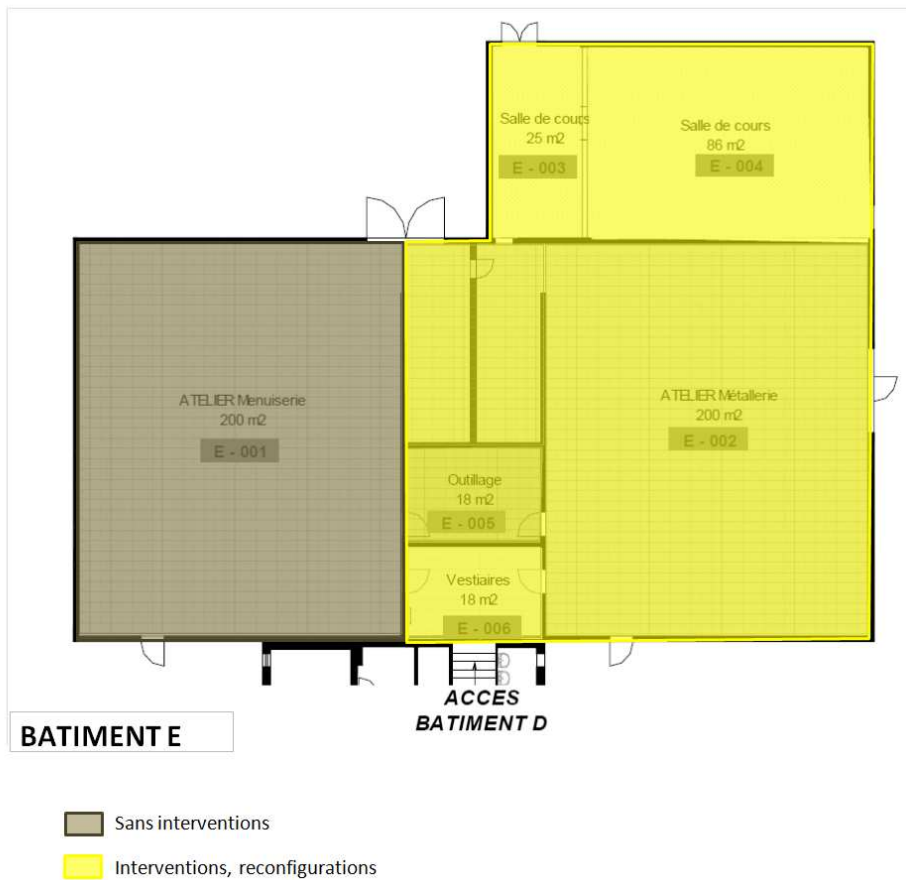 Salle de cours
25 m2
E - 003
Salle de cours
86 m2
E - 004
ATELIER Menuiserie
200 m2
E - 001
ATELIER Métallerie
200 m2
E - 002
Outillage
18 m2
E - 005
Vestiaires
18 m2
E - 006
ACCES
BATIMENT D
BATIMENT E
Sans interventions
Interventions, reconfigurations